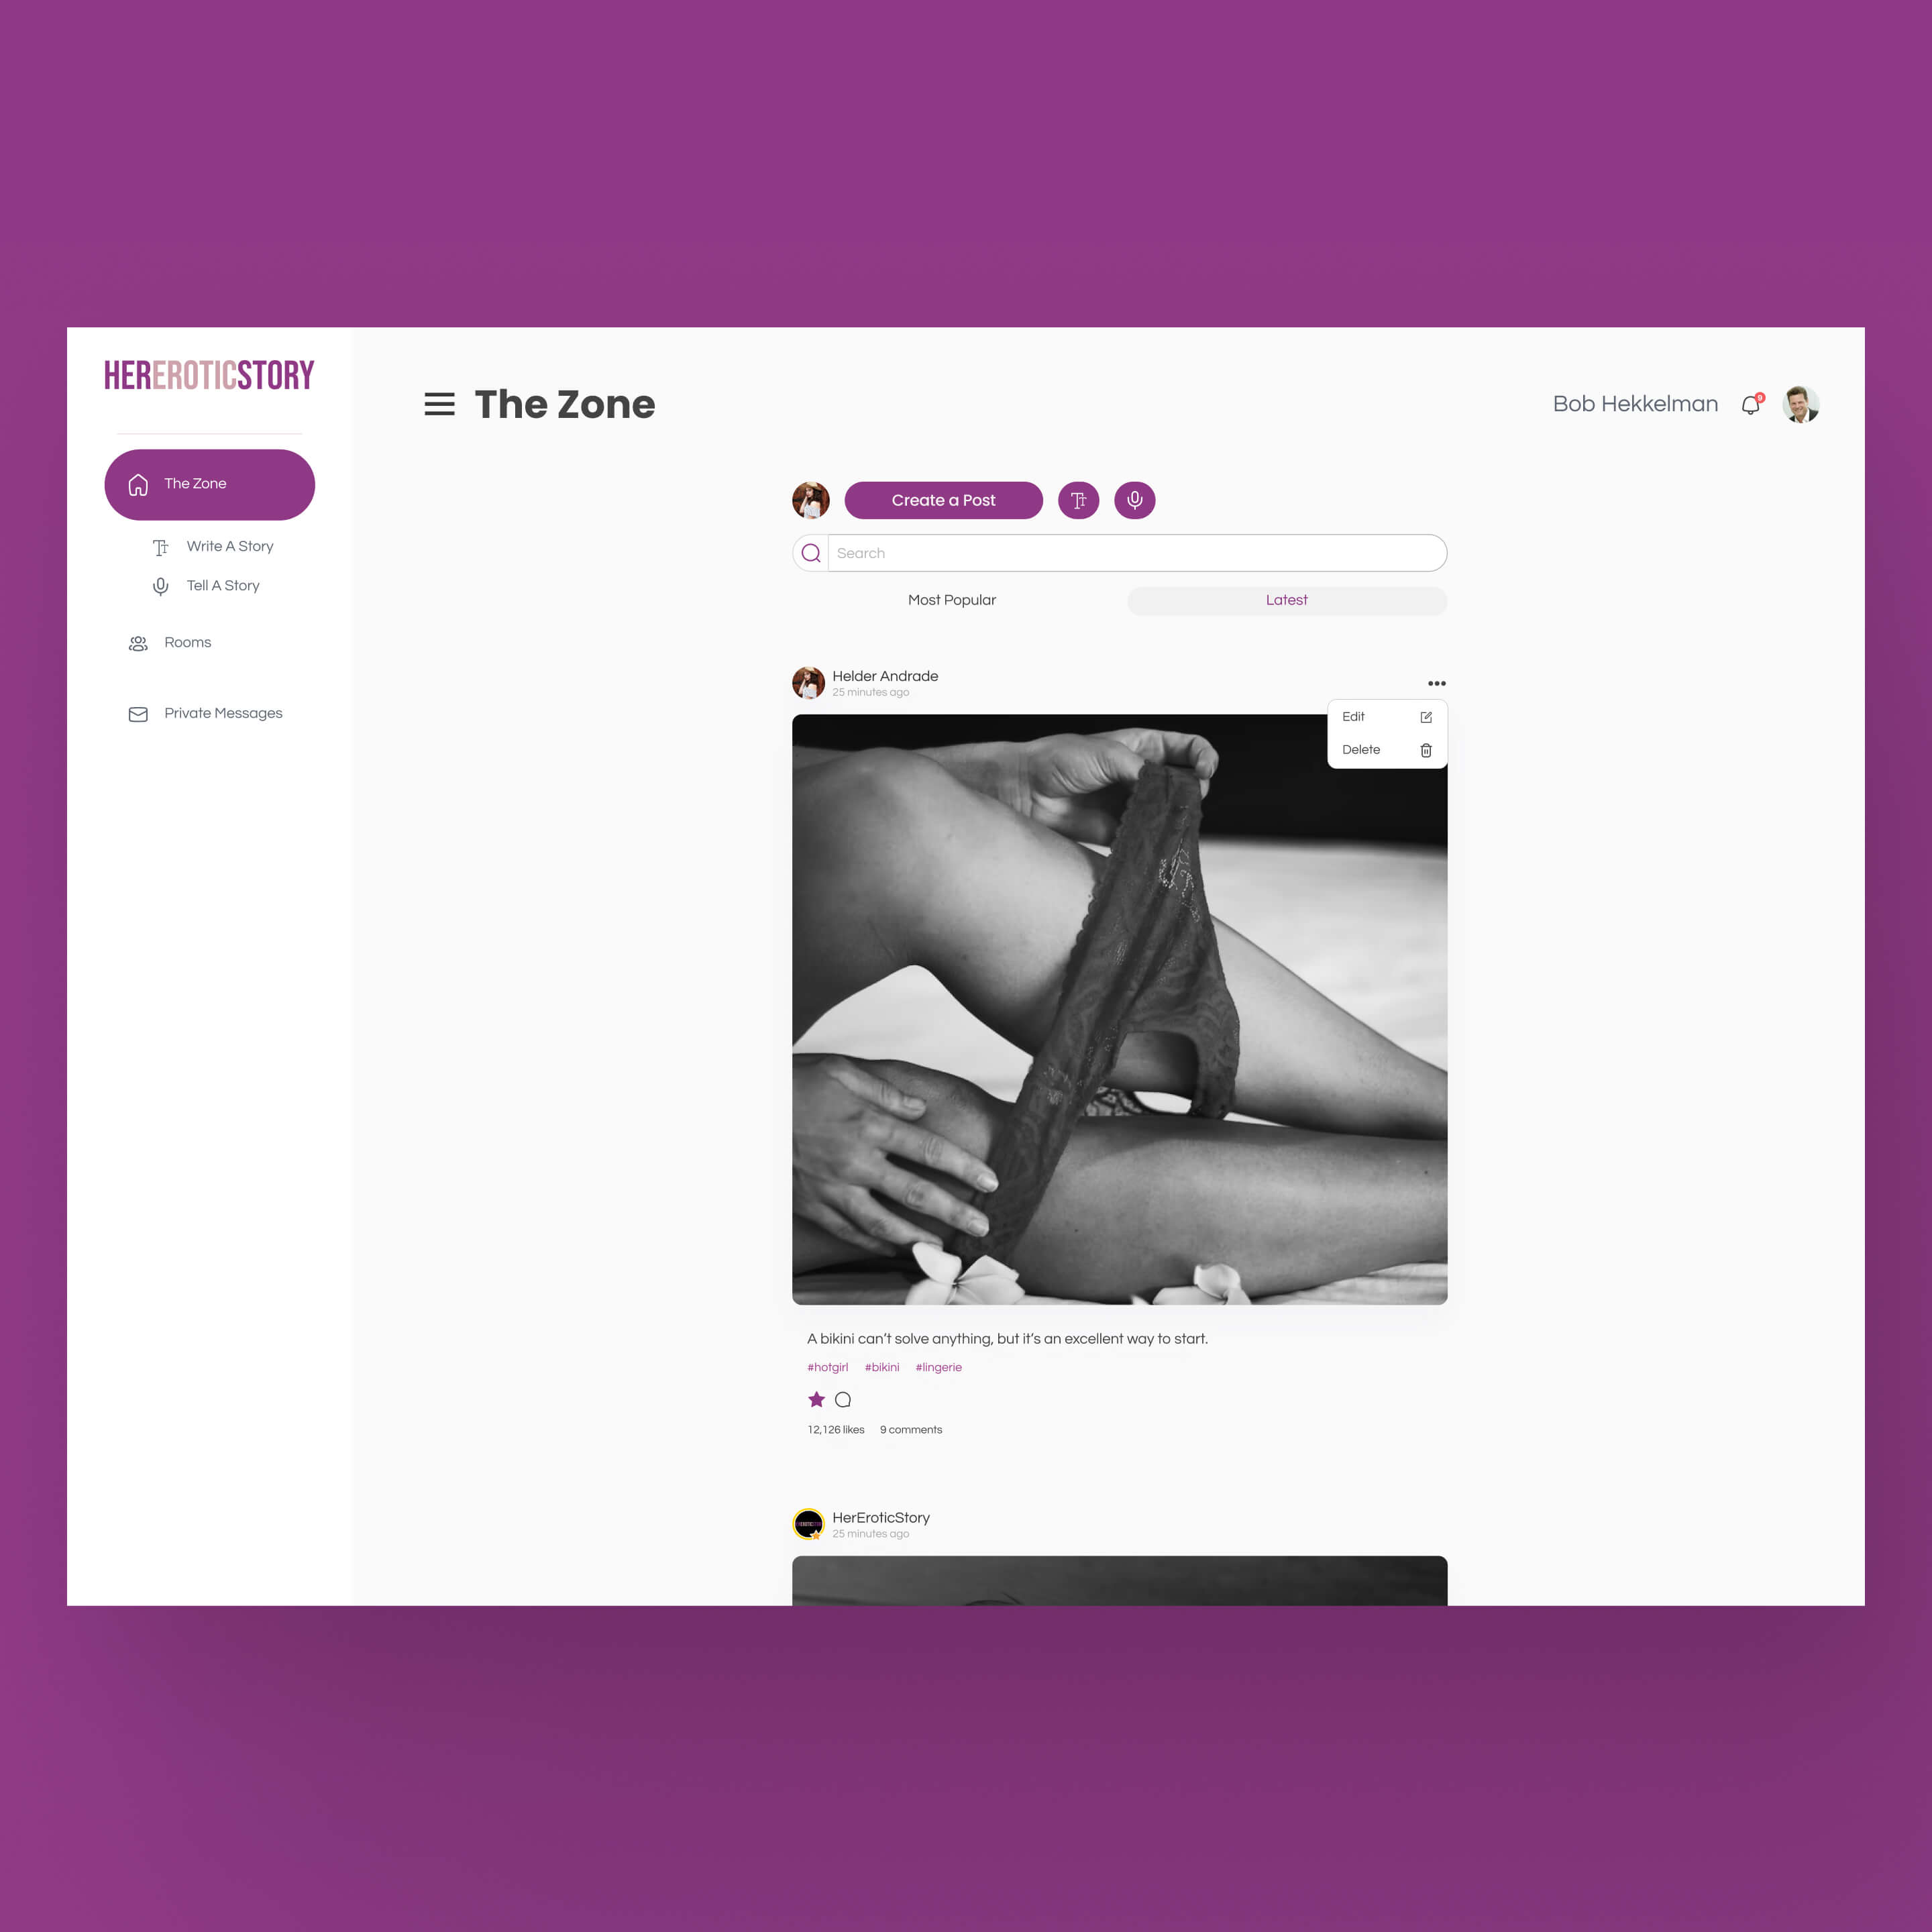 HEREROTICSTORY
The Zone
Bob Hekkelman
9
The Zone
Write A Story
Tell A Story
Rooms
Private Messages
Create a Post
Search
Most Popular
Latest
Helder Andrade
25 minutes ago
Edit
Delete
A bikini can’t solve anything, but it’s an excellent way to start.
#hotgirl #bikini #lingerie
12,126 likes 9 comments
HerEroticStory
25 minutes ago